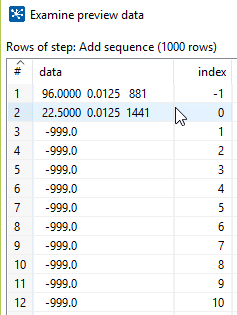 Examine preview data
Rows of step: Add sequence (1000 rows)
# data index
1 96.0000 0.0125 881 -1
2 22.5000 0.0125 1441 0
3 -999.0 1
4 -999.0 2
5 -999.0 3
6 -999.0 4
7 -999.0 5
8 -999.0 6
9 -999.0 7
10 -999.0 8
11 -999.0 9
12 -999.0 10